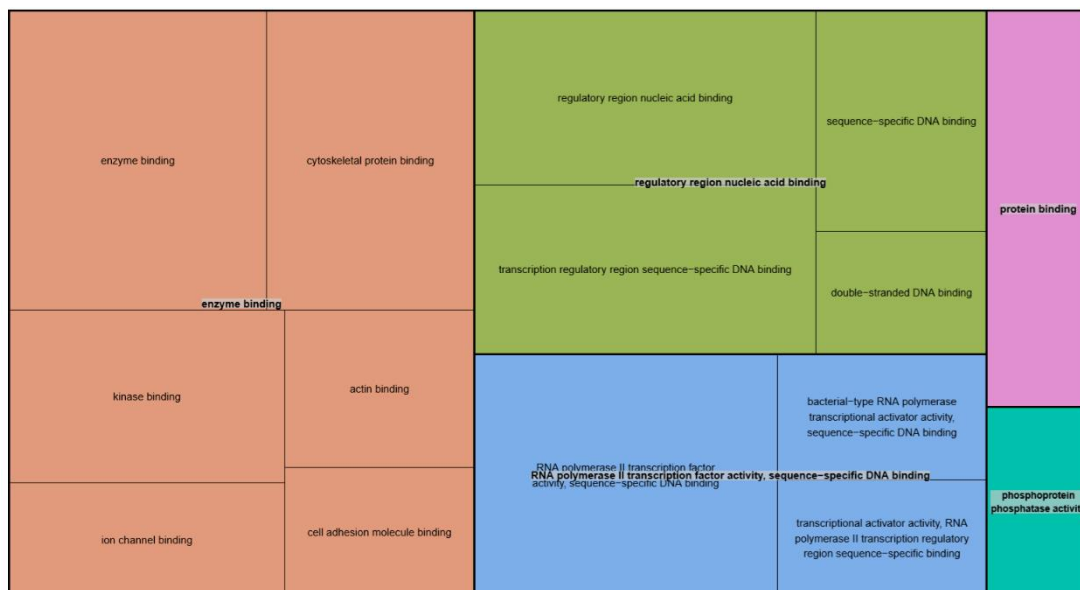 enzyme binding
cytoskeletal protein binding
enzyme binding
kinase binding
actin binding
ion channel binding
cell adhesion molecule binding
regulatory region nucleic acid binding
sequence−specific DNA binding
regulatory region nucleic acid binding
transcription regulatory region sequence−specific DNA binding
double−stranded DNA binding
RNA polymerase II transcription factor
activity, sequence−specific DNA binding
RNA polymerase II transcription factor activity, sequence−specific DNA binding
bacterial−type RNA polymerase
transcriptional activator activity,
sequence−specific DNA binding
transcriptional activator activity, RNA
polymerase II transcription regulatory
region sequence−specific binding
protein binding
phosphoprotein
phosphatase activit